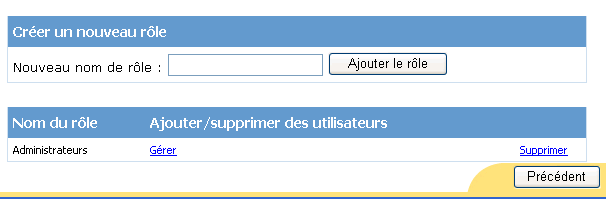 Créer un nouveau rôle
Nouveau nom de rôle : Ajouter le rôle
Nom du rôle Ajouter/supprimer des utilisateurs
Administrateurs Gérer Supprimer
Précédent